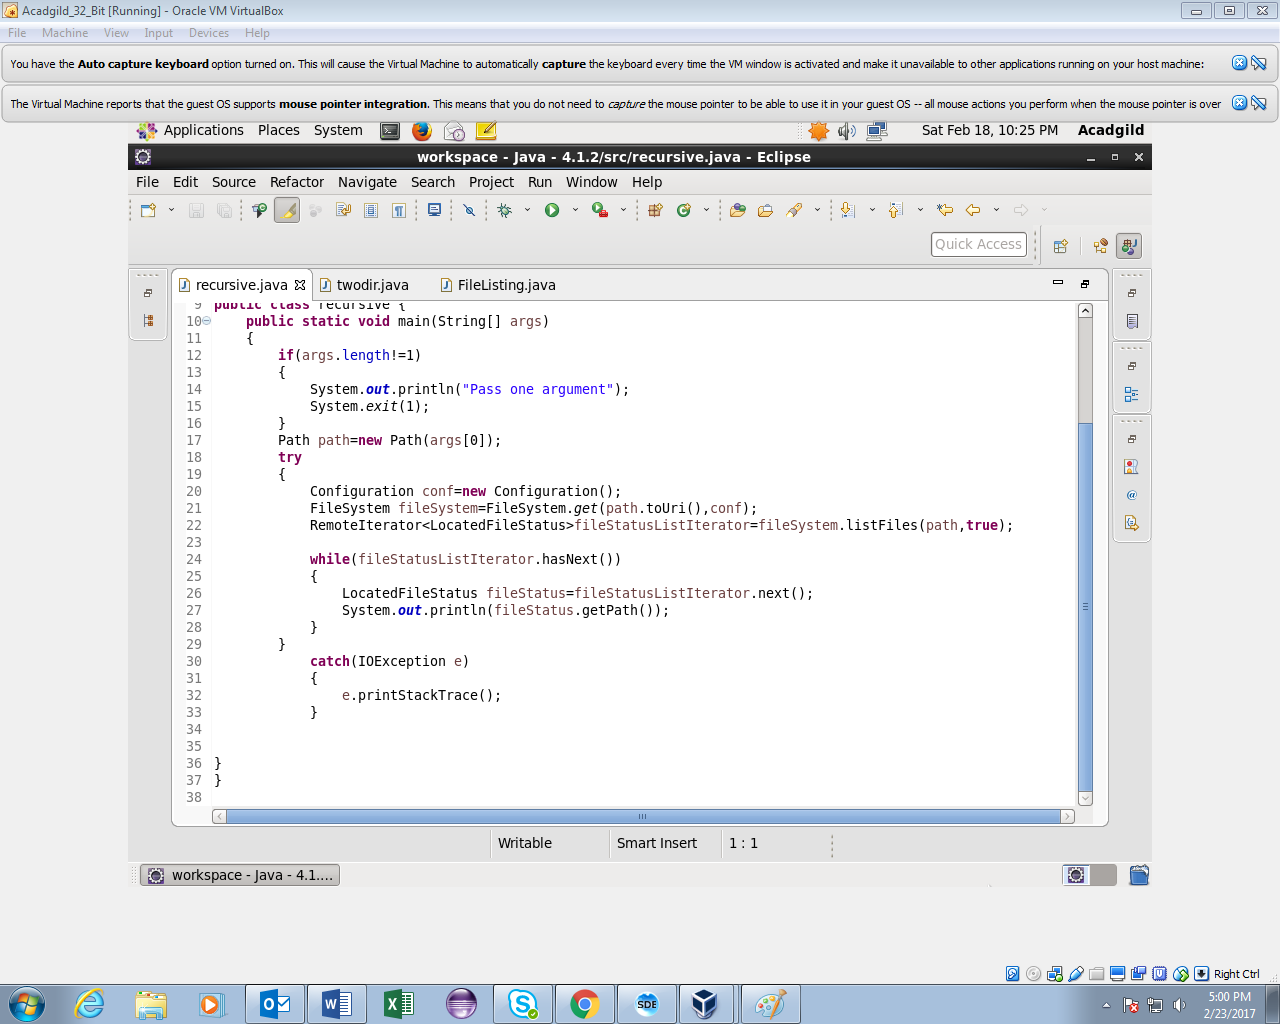 Acadgild_32_Bit [Running] - Oracle VM VirtualBox
File Machine View Input Devices Help
You have the Auto capture keyboard option turned on. This will cause the Virtual Machine to automatically capture the keyboard every time the VM window is activated and make it unavailable to other applications running on your host machine:
The Virtual Machine reports that the guest OS supports mouse pointer integration. This means that you do not need to capture the mouse pointer to be able to use it in your guest OS -- all mouse actions you perform when the mouse pointer is over
Applications Places System Sat Feb 18, 10:25 PM Acadgild
workspace - Java - 4.1.2/src/recursive.java - Eclipse
File Edit Source Refactor Navigate Search Project Run Window Help
Quick Access
recursive.java twodir.java FileListing.java
9 public class recursive {
10 public static void main(String[] args)
11 {
12 if(args.length!=1)
13 {
14 System.out.println("Pass one argument");
15 System.exit(1);
16 }
17 Path path=new Path(args[0]);
18 try
19 {
20 Configuration conf=new Configuration();
21 FileSystem fileSystem=FileSystem.get(path.toUri(),conf);
22 RemoteIterator<LocatedFileStatus>fileStatusListIterator=fileSystem.listFiles(path,true);
23
24 while(fileStatusListIterator.hasNext())
25 {
26 LocatedFileStatus fileStatus=fileStatusListIterator.next();
27 System.out.println(fileStatus.getPath());
28 }
29 }
30 catch(IOException e)
31 {
32 e.printStackTrace();
33 }
34
35
36 }
37 }
38
Writable Smart Insert 1 : 1
workspace - Java - 4.1....
Right Ctrl
SDE
5:00 PM
2/23/2017